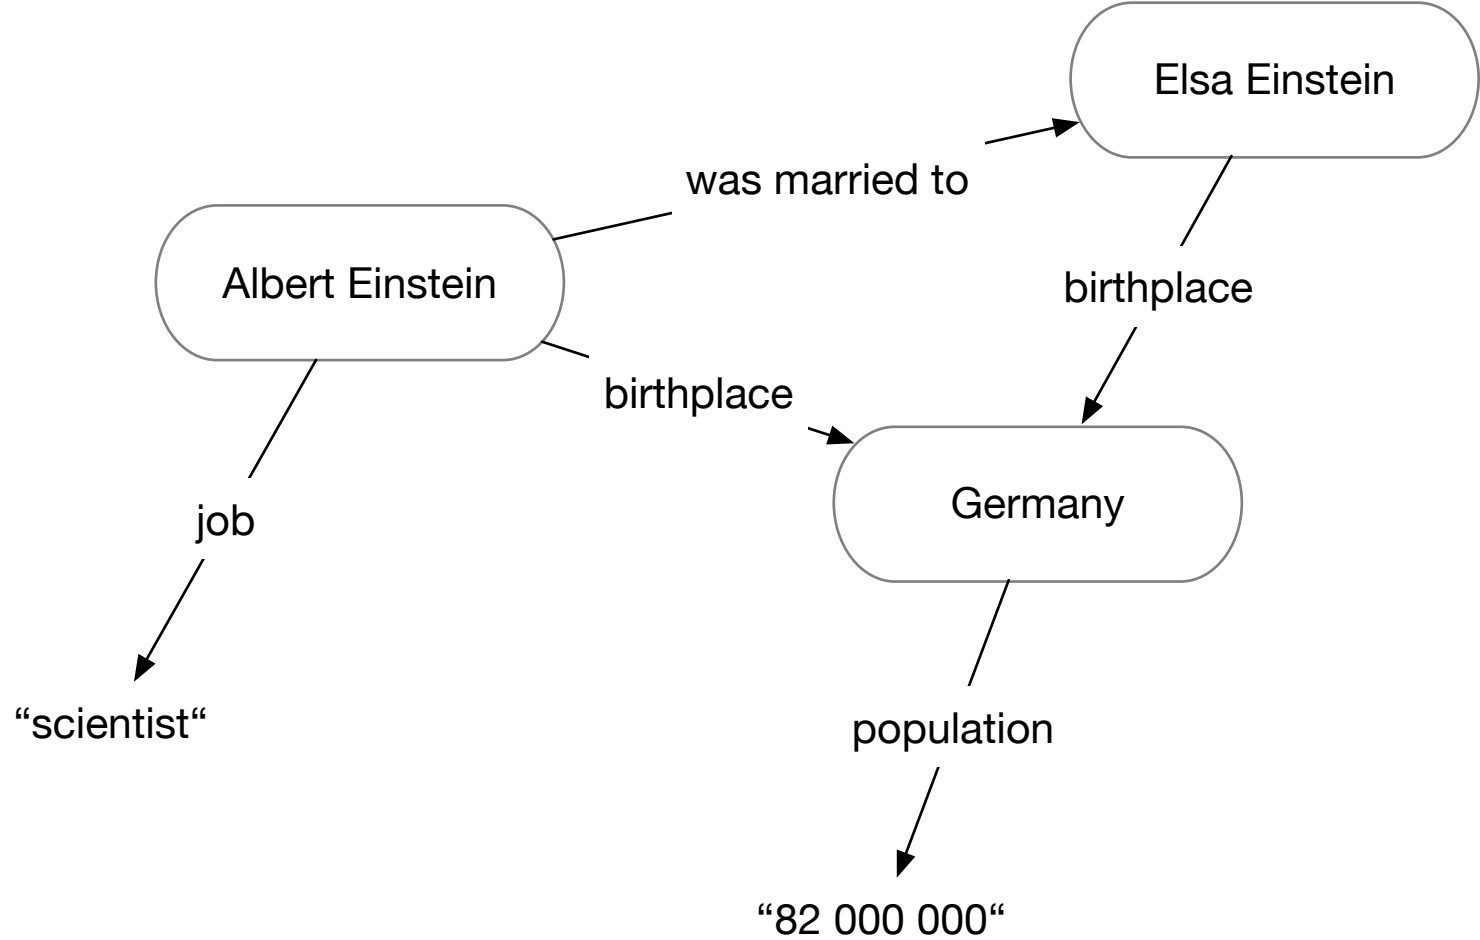 Elsa Einstein
was married to
Albert Einstein
birthplace
birthplace
Germany
job
“scientist“
population
“82 000 000“